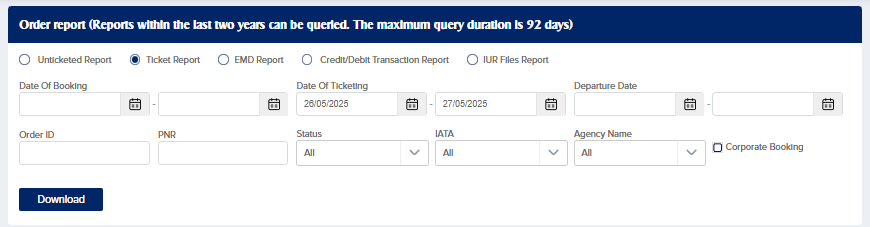 Order report (Reports within the last two years can be queried. The maximum query duration is 92 days)
Unticketed Report Ticket Report EMD Report Credit/Debit Transaction Report IUR Files Report
Date Of Booking Date Of Ticketing Departure Date
- 26/05/2025 - 27/05/2025 -
Order ID PNR Status IATA Agency Name
All All All Corporate Booking
Download